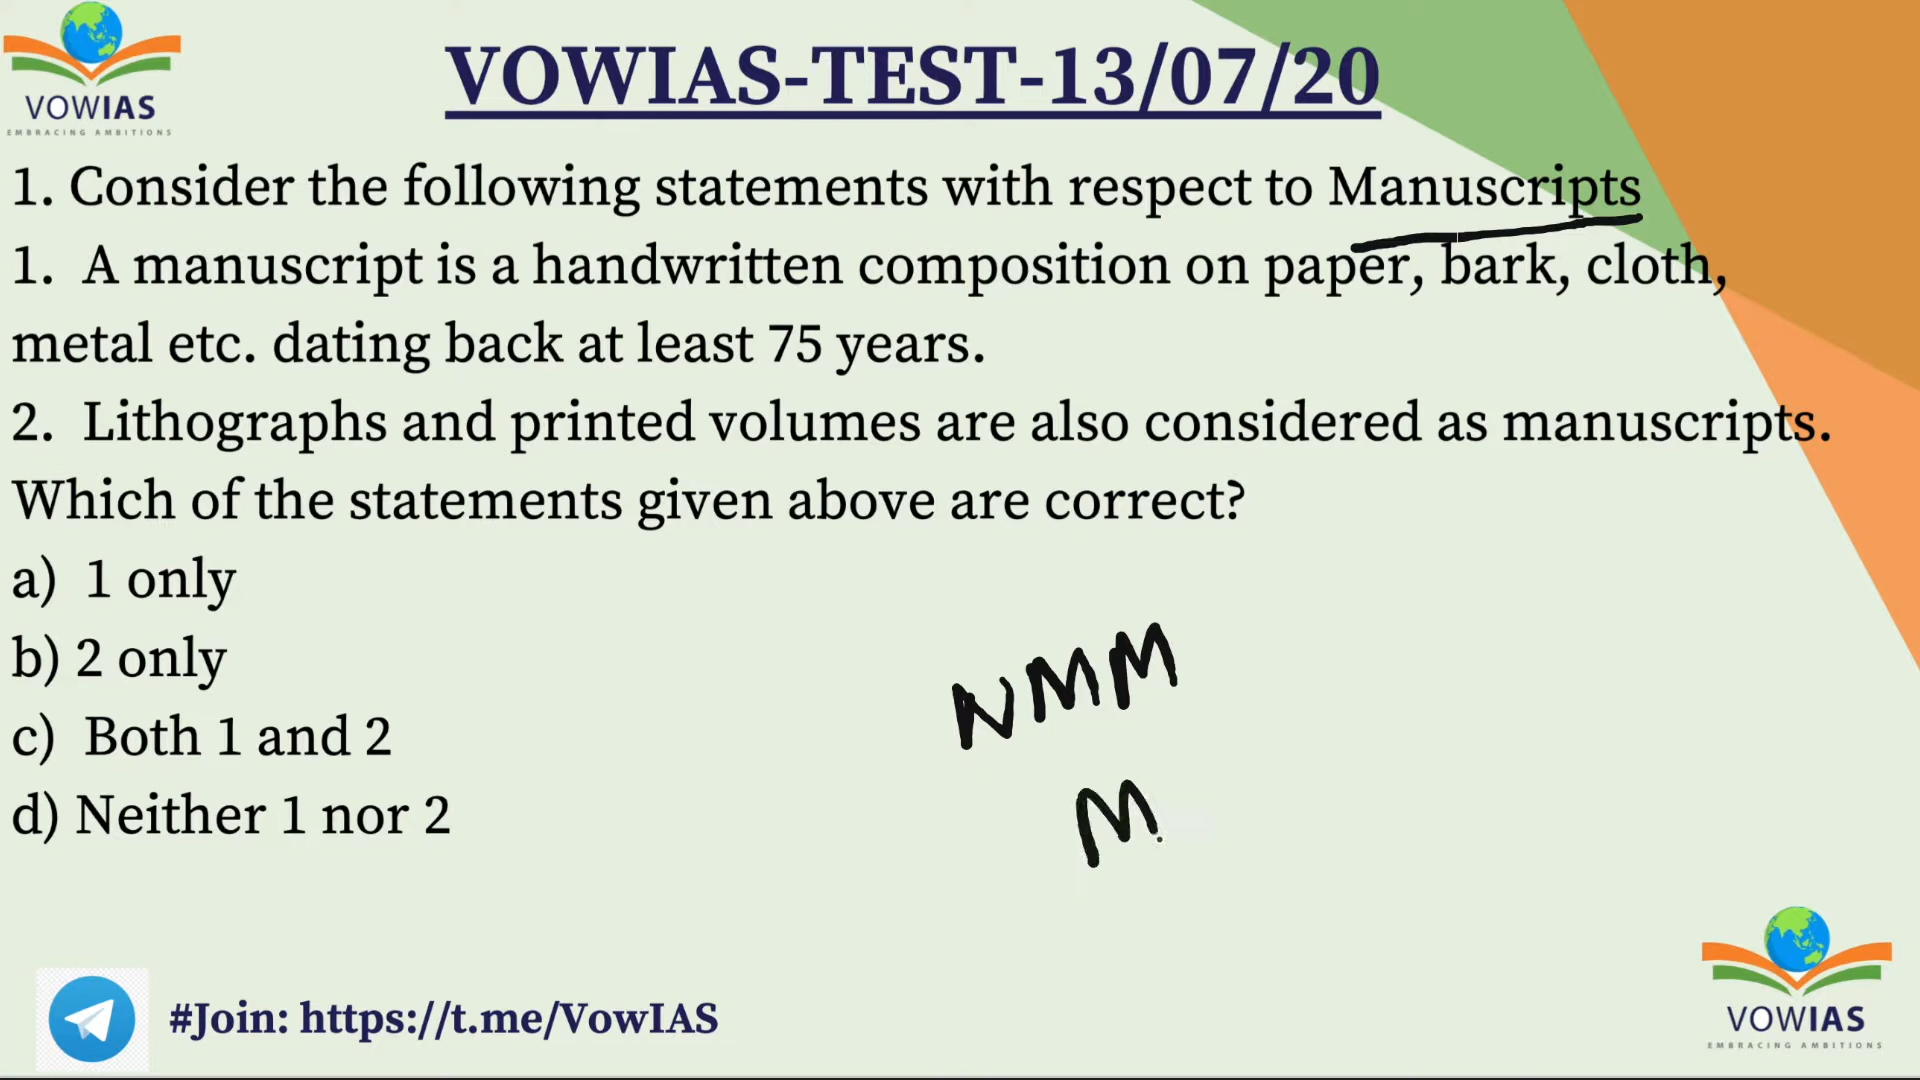 VOWIAS
EMBRACING AMBITIONS
VOWIAS-TEST-13/07/20
1. Consider the following statements with respect to Manuscripts
1. A manuscript is a handwritten composition on paper, bark, cloth,
metal etc. dating back at least 75 years.
2. Lithographs and printed volumes are also considered as manuscripts.
Which of the statements given above are correct?
a) 1 only
b) 2 only
c) Both 1 and 2
d) Neither 1 nor 2
NMM
M
#Join: https://t.me/VowIAS
VOWIAS
EMBRACING AMBITIONS